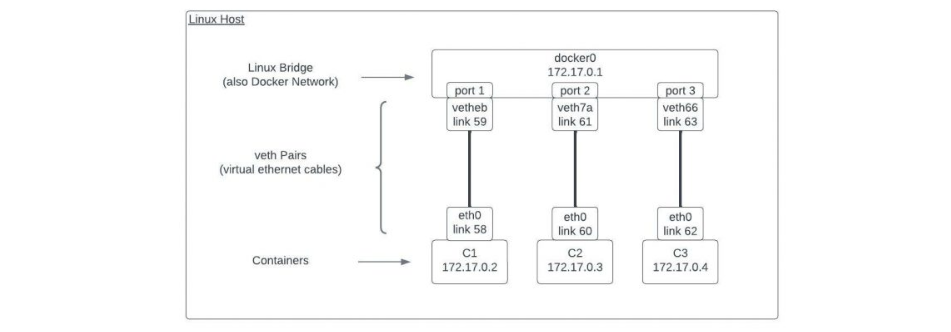 Linux Host
docker0
172.17.0.1
Linux Bridge
(also Docker Network)
port 1
port 2
port 3
vetheb
link 59
veth7a
link 61
veth66
link 63
veth Pairs
(virtual ethernet cables)
eth0
link 58
eth0
link 60
eth0
link 62
Containers
C1
172.17.0.2
C2
172.17.0.3
C3
172.17.0.4